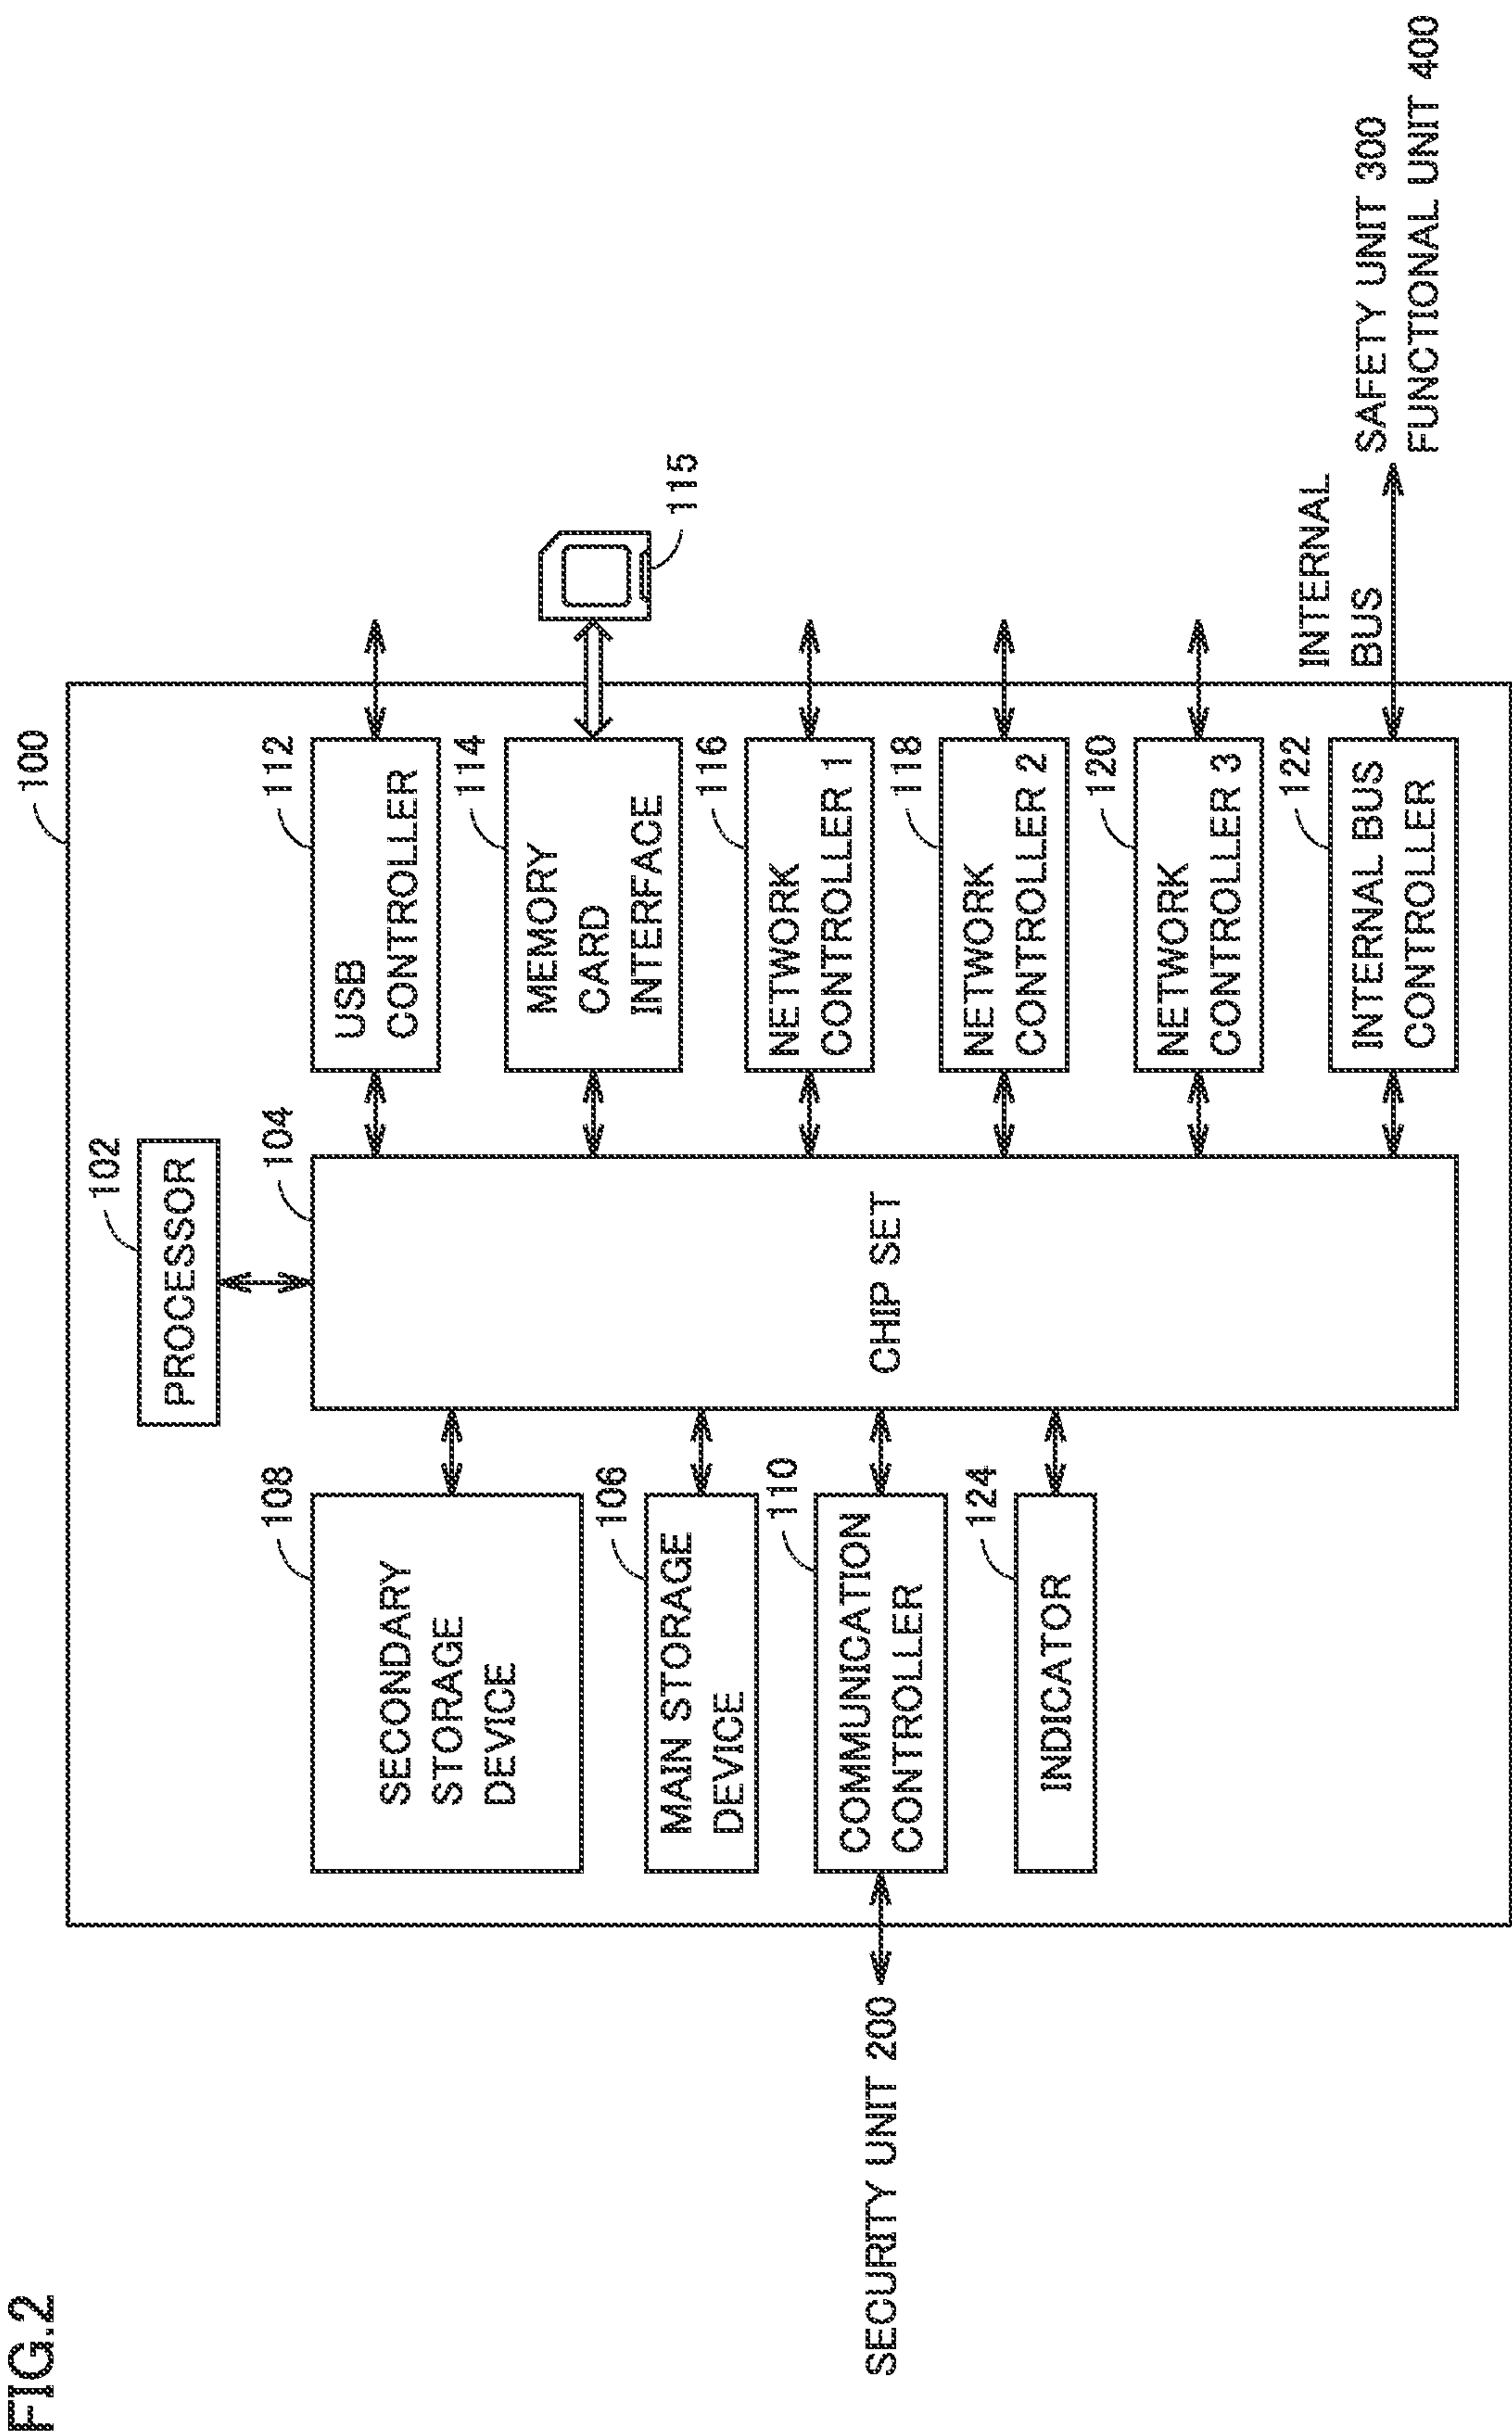 FIG.2
100
102
PROCESSOR
104
CHIP SET
108
SECONDARY
STORAGE
DEVICE
106
MAIN STORAGE
DEVICE
110
COMMUNICATION
CONTROLLER
SECURITY UNIT 200
124
INDICATOR
112
USB
CONTROLLER
114
MEMORY
CARD
INTERFACE
115
116
NETWORK
CONTROLLER 1
118
NETWORK
CONTROLLER 2
120
NETWORK
CONTROLLER 3
122
INTERNAL BUS
CONTROLLER
INTERNAL
BUS
SAFETY UNIT 300
FUNCTIONAL UNIT 400